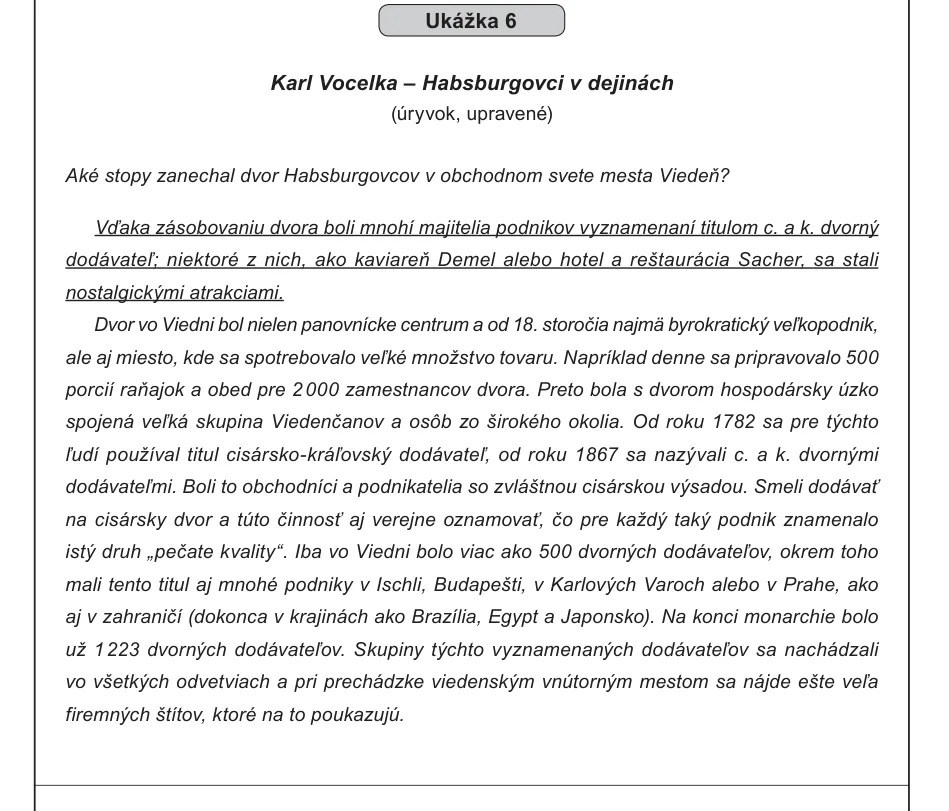 Ukážka 6
Karl Vocelka – Habsburgovci v dejinách
(úryvok, upravené)
Aké stopy zanechal dvor Habsburgovcov v obchodnom svete mesta Viedeň?
Vďaka zásobovaniu dvora boli mnohí majitelia podnikov vyznamenaní titulom c. a k. dvorný
dodávateľ; niektoré z nich, ako kaviareň Demel alebo hotel a reštaurácia Sacher, sa stali
nostalgickými atrakciami.
Dvor vo Viedni bol nielen panovnícke centrum a od 18. storočia najmä byrokratický veľkopodnik,
ale aj miesto, kde sa spotrebovalo veľké množstvo tovaru. Napríklad denne sa pripravovalo 500
porcií raňajok a obed pre 2 000 zamestnancov dvora. Preto bola s dvorom hospodársky úzko
spojená veľká skupina Viedenčanov a osôb zo širokého okolia. Od roku 1782 sa pre týchto
ľudí používal titul cisársko-kráľovský dodávateľ, od roku 1867 sa nazývali c. a k. dvornými
dodávateľmi. Boli to obchodníci a podnikatelia so zvláštnou cisárskou výsadou. Smeli dodávať
na cisársky dvor a túto činnosť aj verejne oznamovať, čo pre každý taký podnik znamenalo
istý druh „pečate kvality“. Iba vo Viedni bolo viac ako 500 dvorných dodávateľov, okrem toho
mali tento titul aj mnohé podniky v Ischli, Budapešti, v Karlových Varoch alebo v Prahe, ako
aj v zahraničí (dokonca v krajinách ako Brazília, Egypt a Japonsko). Na konci monarchie bolo
už 1 223 dvorných dodávateľov. Skupiny týchto vyznamenaných dodávateľov sa nachádzali
vo všetkých odvetviach a pri prechádzke viedenským vnútorným mestom sa nájde ešte veľa
firemných štítov, ktoré na to poukazujú.